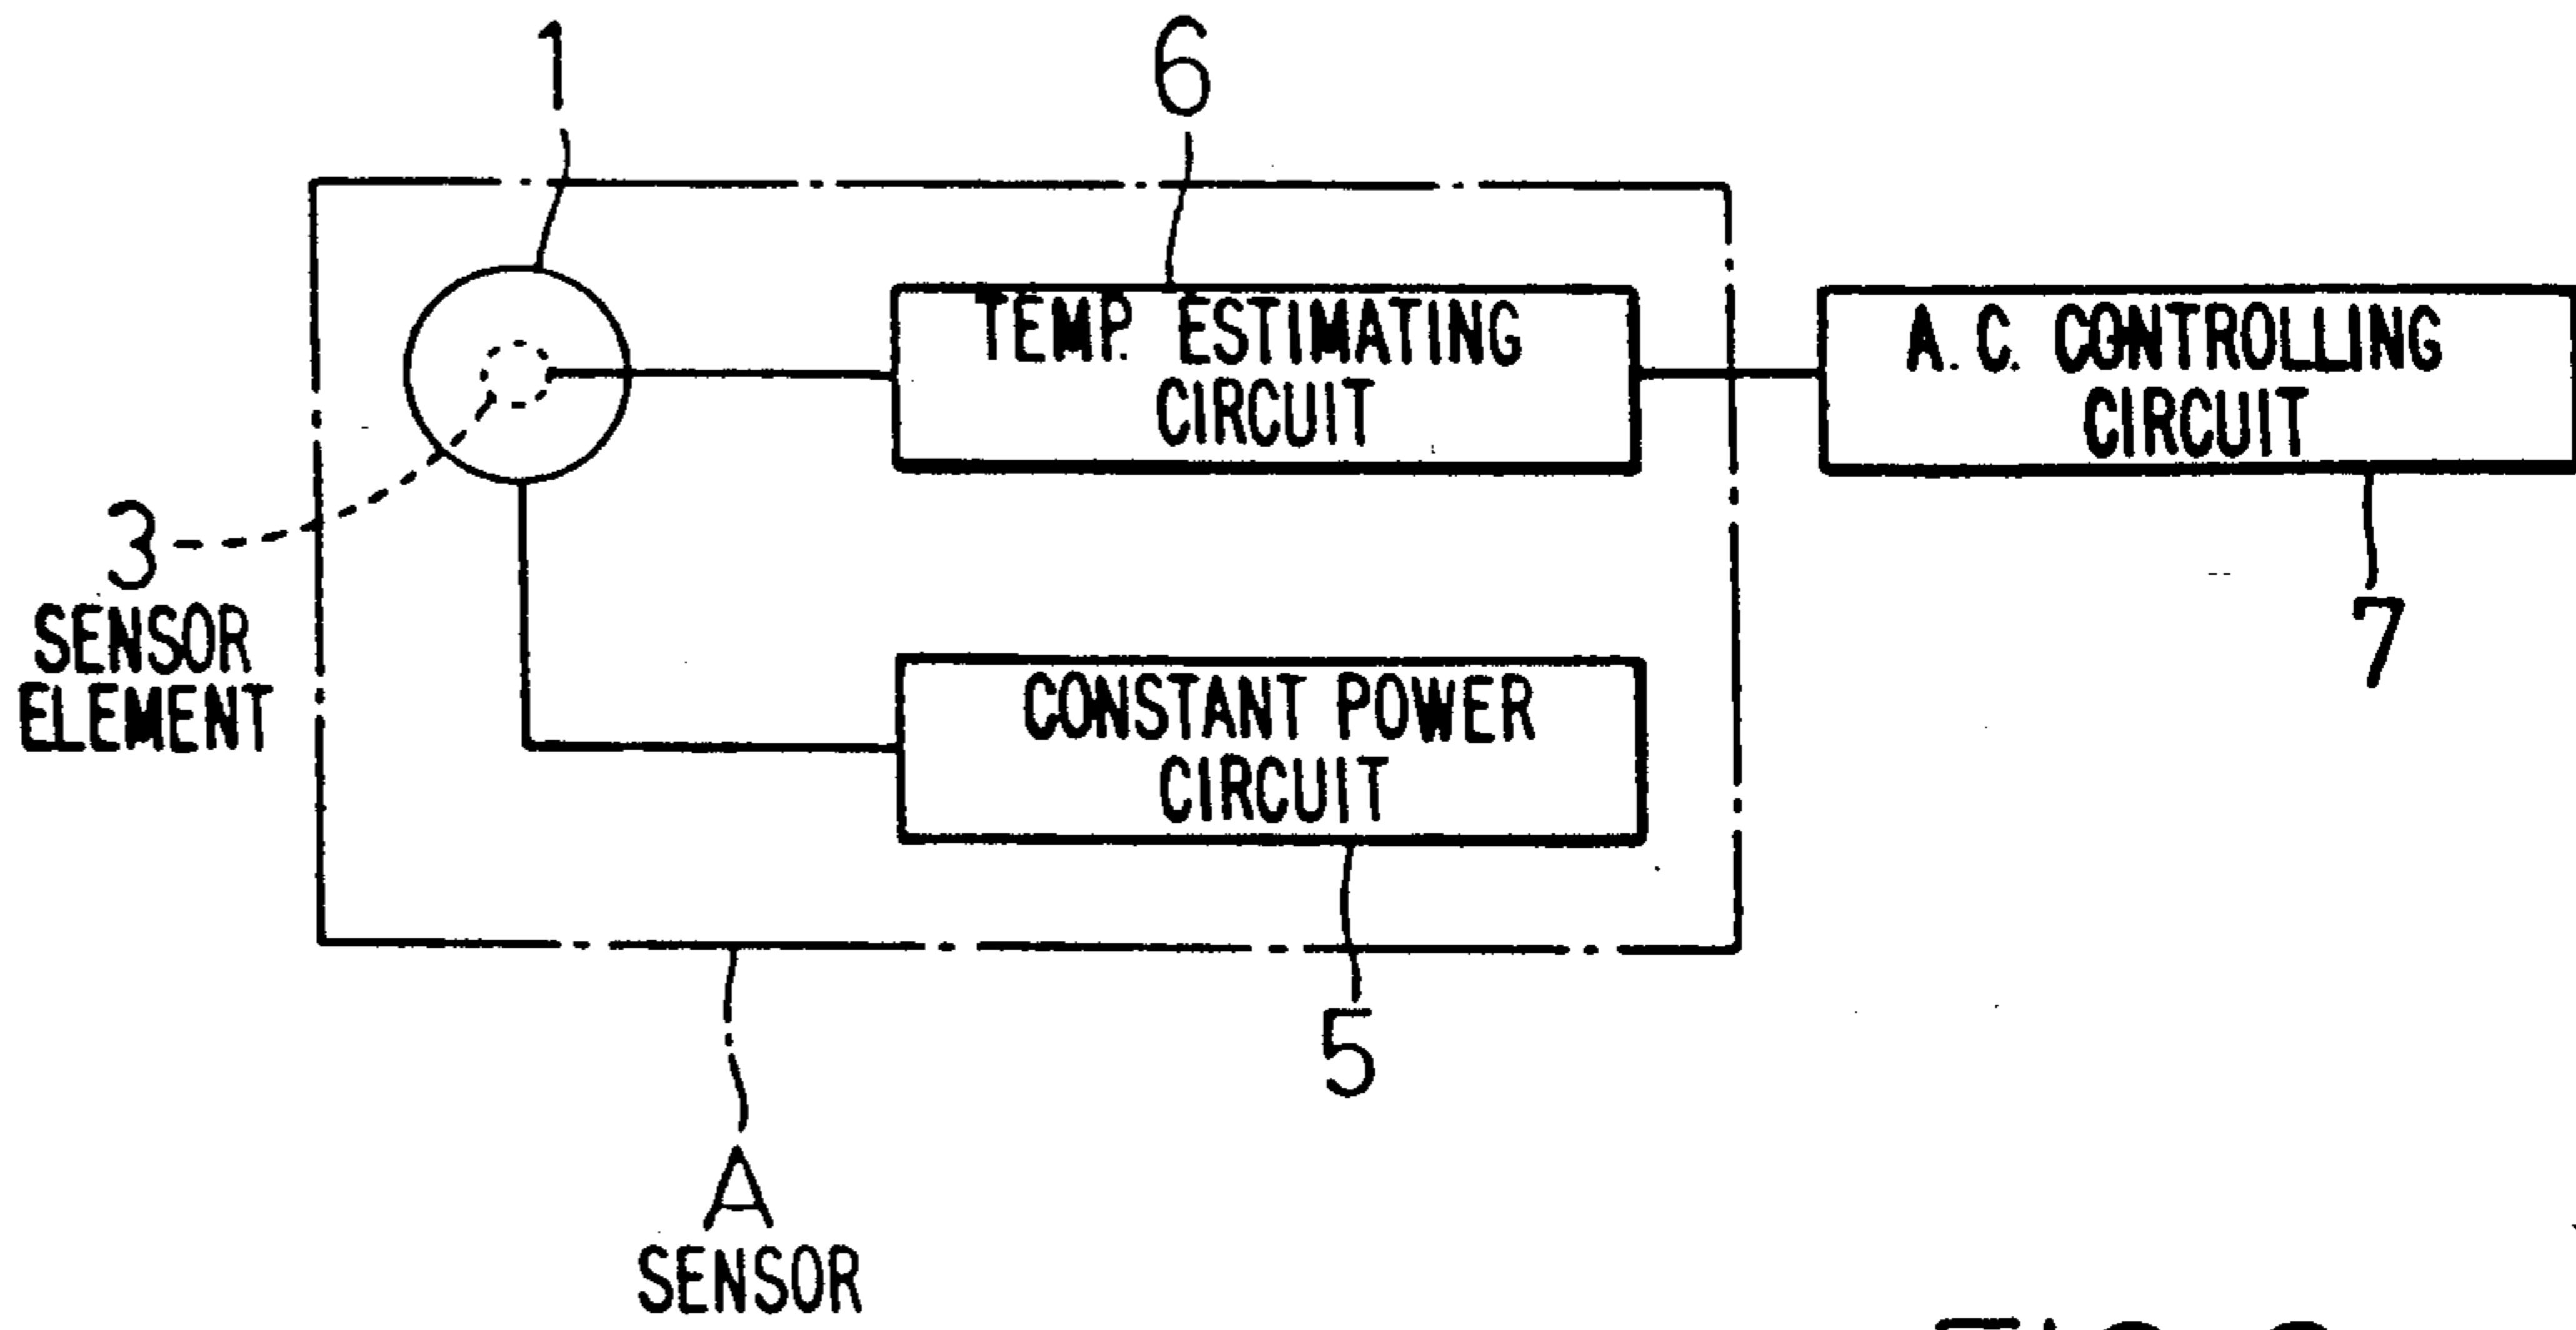 1
6
TEMP. ESTIMATING
CIRCUIT
A. C. CONTROLLING
CIRCUIT
3
SENSOR
ELEMENT
7
CONSTANT POWER
CIRCUIT
5
A
SENSOR